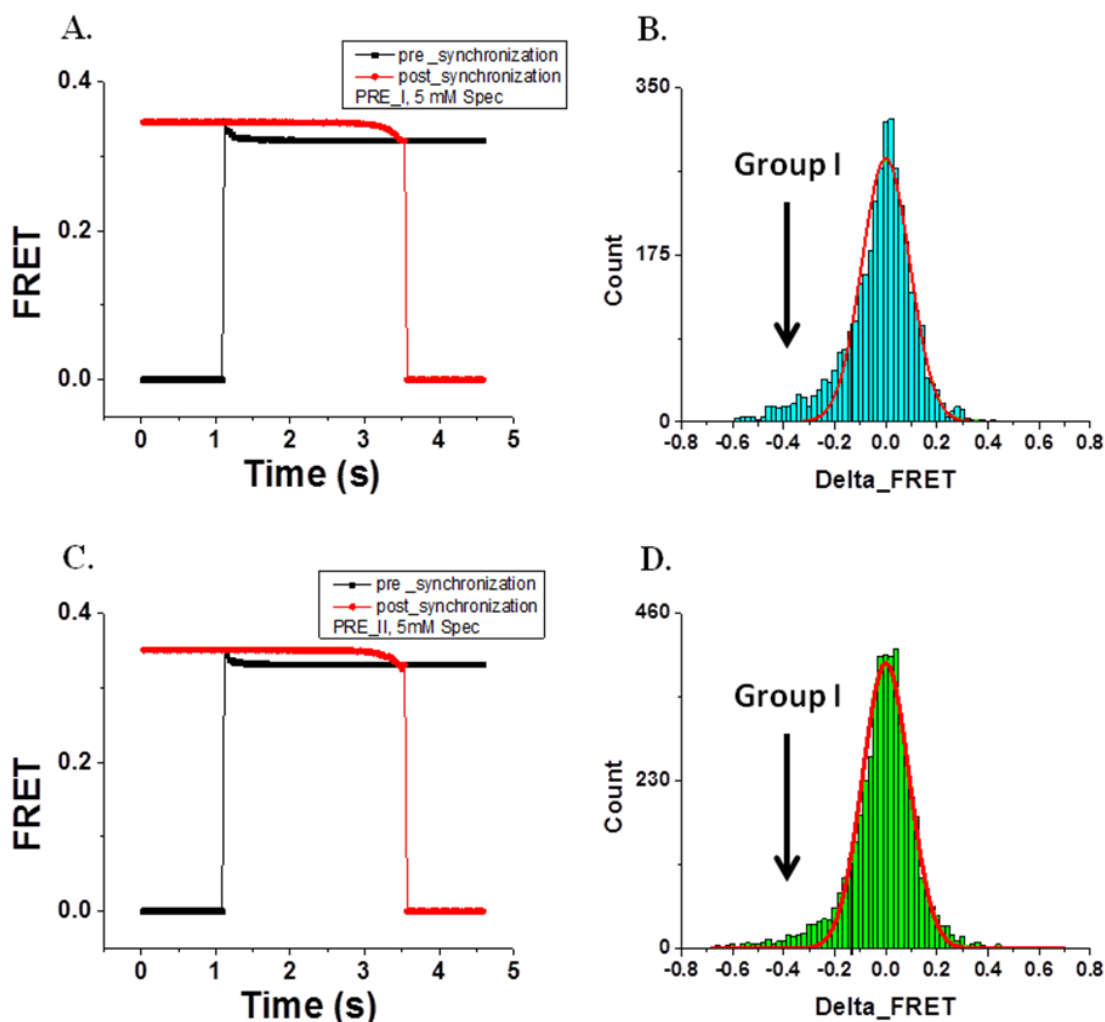 A.
pre _synchronization
post_synchronization
PRE_I, 5 mM Spec
0.4
0.2
0.0
FRET
0 1 2 3 4 5
Time (s)
B.
350
175
0
Count
Group I
-0.8 -0.6 -0.4 -0.2 0.0 0.2 0.4 0.6 0.8
Delta_FRET
C.
pre _synchronization
post_synchronization
PRE_II, 5mM Spec
0.4
0.2
0.0
FRET
0 1 2 3 4 5
Time (s)
D.
460
230
0
Count
Group I
-0.8 -0.6 -0.4 -0.2 0.0 0.2 0.4 0.6 0.8
Delta_FRET